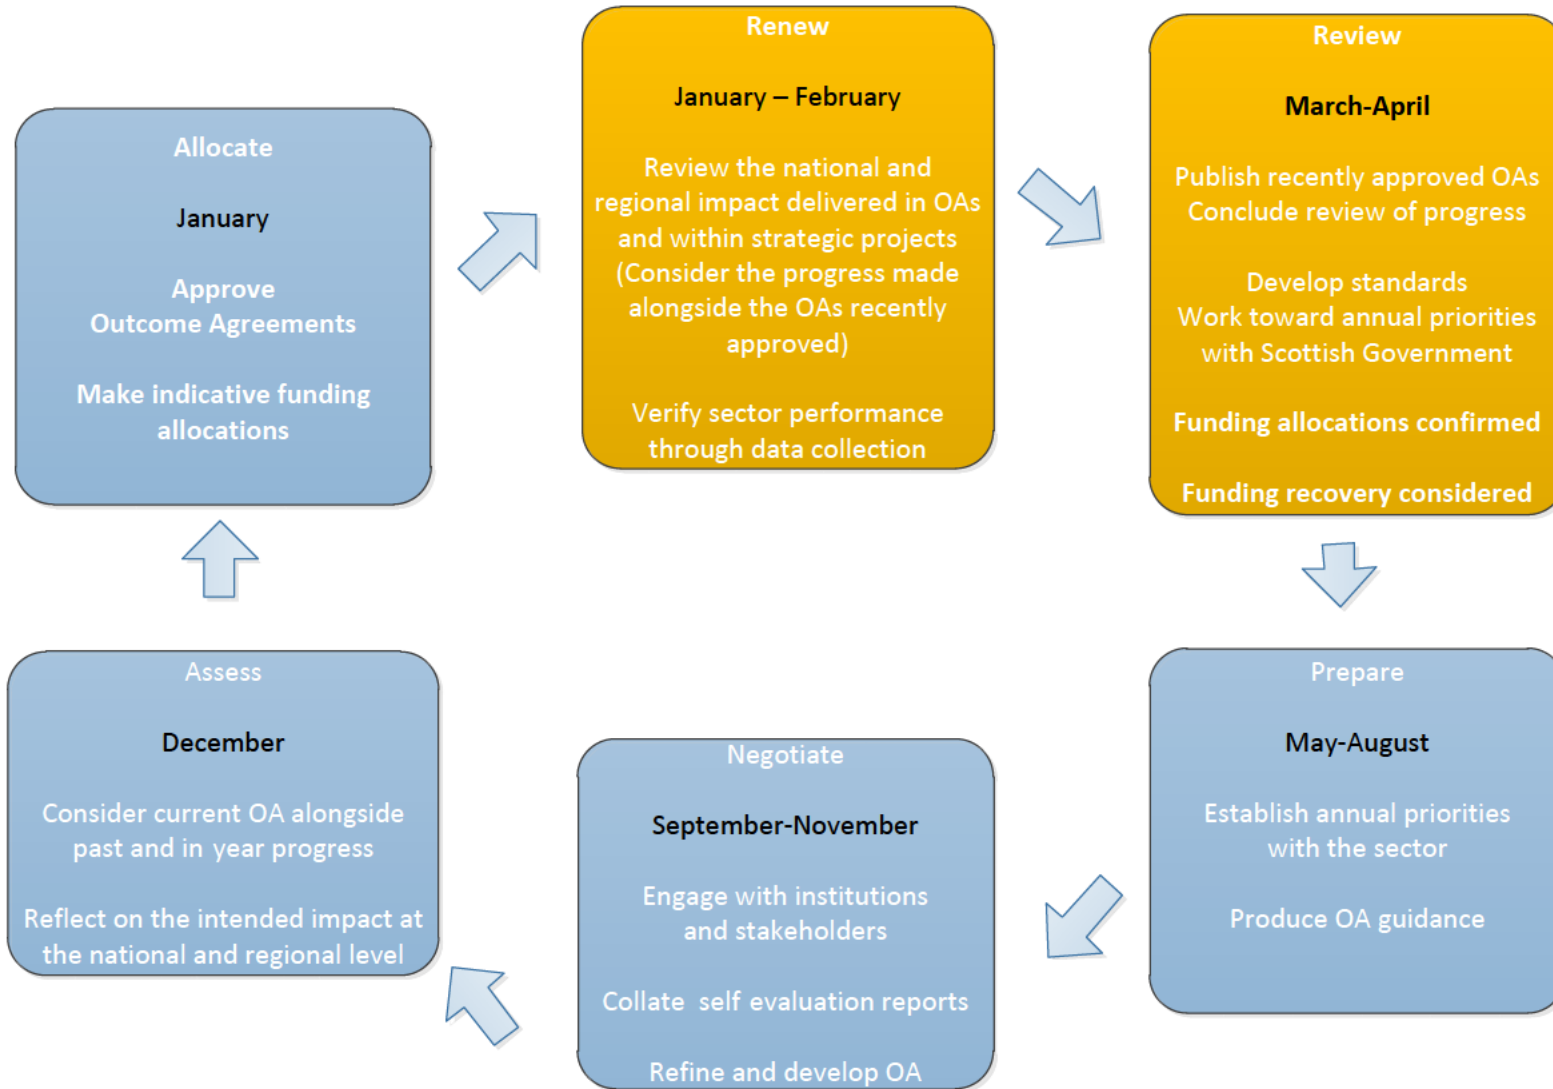 Allocate
January
Approve
Outcome Agreements
Make indicative funding
allocations
Renew
January – February
Review the national and
regional impact delivered in OAs
and within strategic projects
(Consider the progress made
alongside the OAs recently
approved)
Verify sector performance
through data collection
Review
March-April
Publish recently approved OAs
Conclude review of progress
Develop standards
Work toward annual priorities
with Scottish Government
Funding allocations confirmed
Funding recovery considered
Prepare
May-August
Establish annual priorities
with the sector
Produce OA guidance
Negotiate
September-November
Engage with institutions
and stakeholders
Collate self evaluation reports
Refine and develop OA
Assess
December
Consider current OA alongside
past and in year progress
Reflect on the intended impact at
the national and regional level